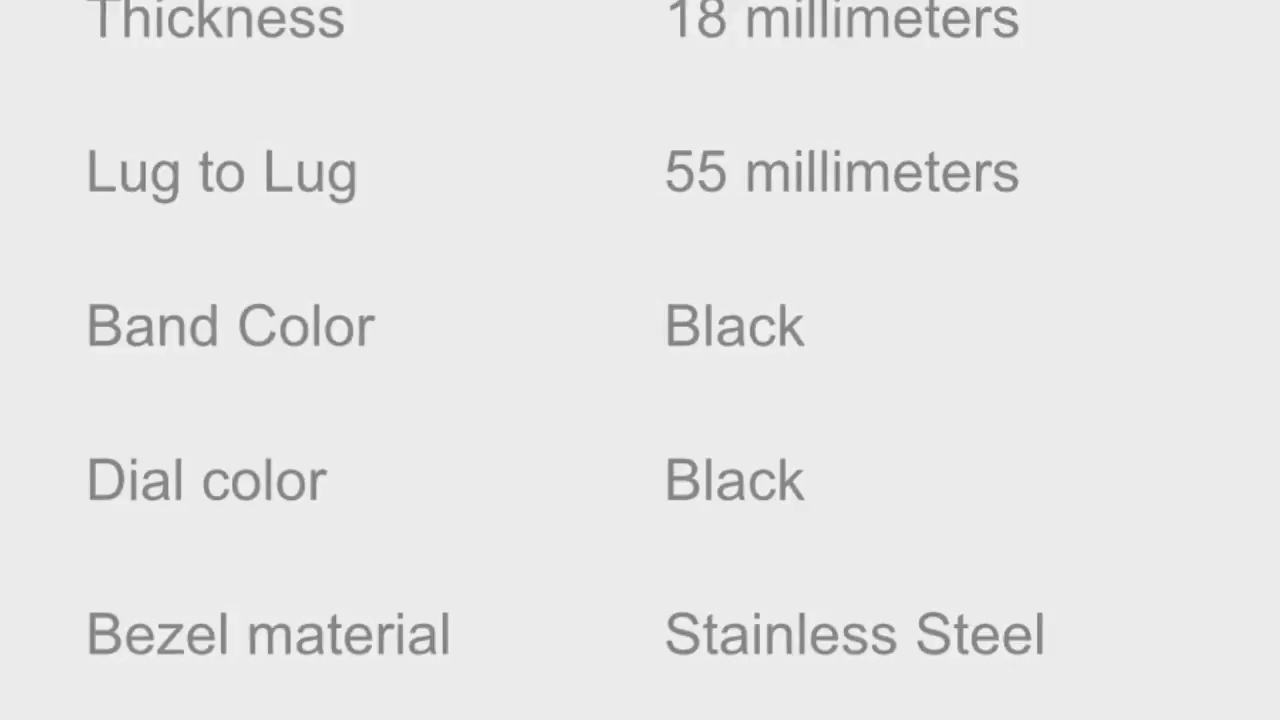 Thickness 18 millimeters
Lug to Lug 55 millimeters
Band Color Black
Dial color Black
Bezel material Stainless Steel